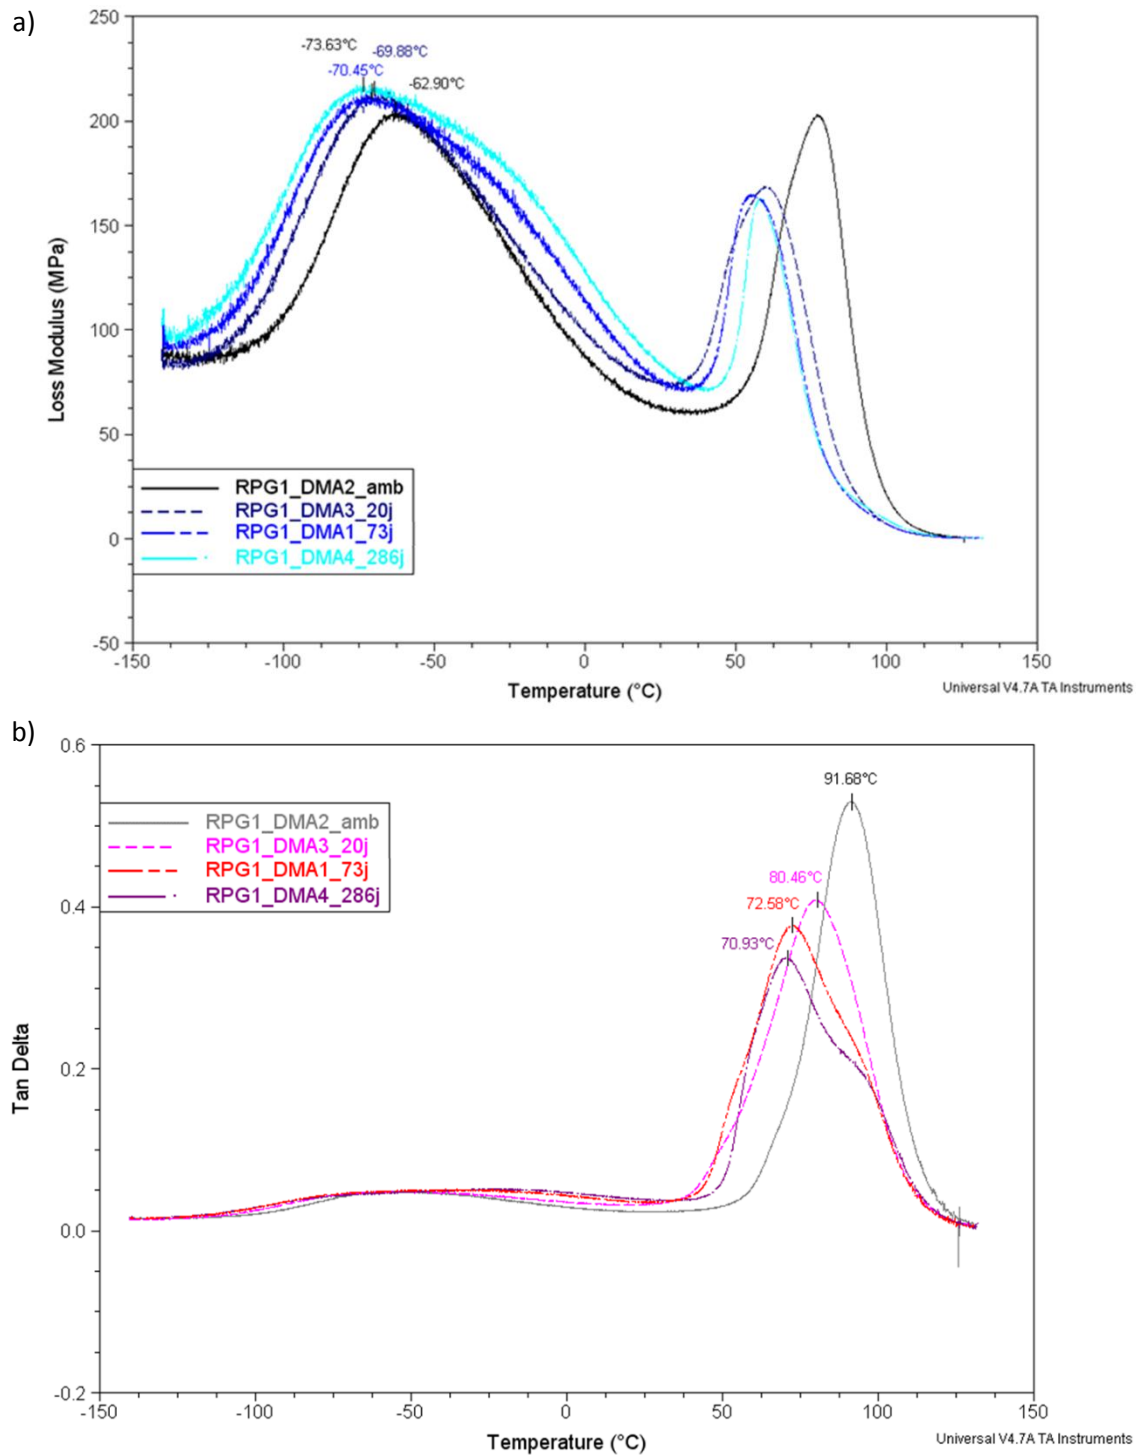 a)
250
200
150
100
50
0
-50
Loss Modulus (MPa)
-73.63°C
-69.88°C
-70.45°C
-62.90°C
RPG1_DMA2_amb
RPG1_DMA3_20j
RPG1_DMA1_73j
RPG1_DMA4_286j
-150 -100 -50 0 50 100 150
Temperature (°C)
Universal V4.7A TA Instruments
b)
0.6
0.4
0.2
0.0
-0.2
Tan Delta
91.68°C
80.46°C
72.58°C
70.93°C
RPG1_DMA2_amb
RPG1_DMA3_20j
RPG1_DMA1_73j
RPG1_DMA4_286j
-150 -100 -50 0 50 100 150
Temperature (°C)
Universal V4.7A TA Instruments